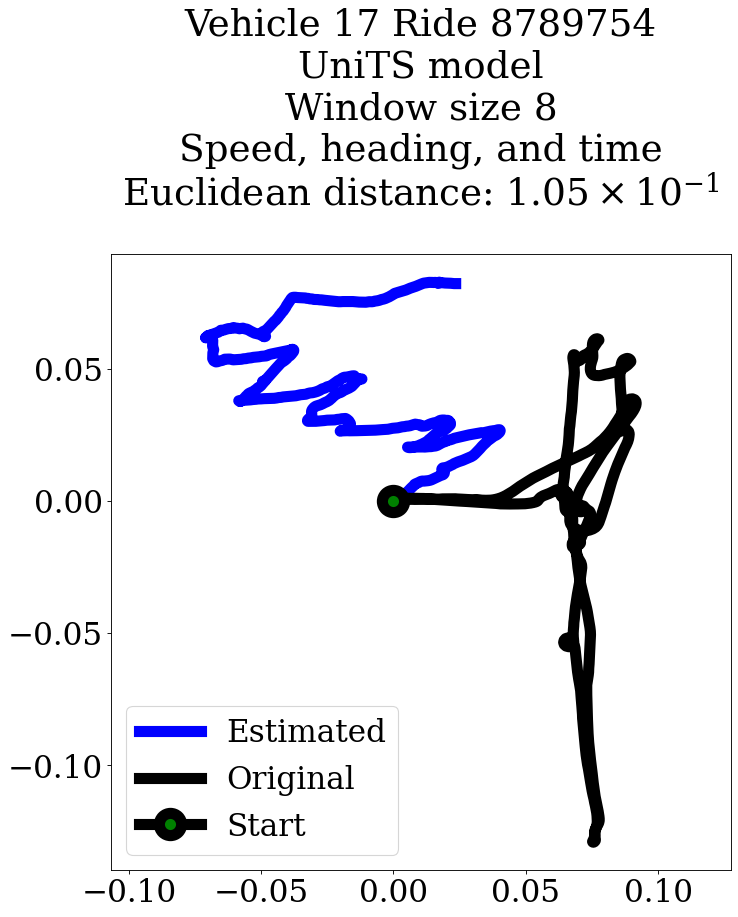 Vehicle 17 Ride 8789754
UniTS model
Window size 8
Speed, heading, and time
Euclidean distance: 1.05 × 10⁻¹
0.05
0.00
−0.05
−0.10
Estimated
Original
Start
−0.10 −0.05 0.00 0.05 0.10